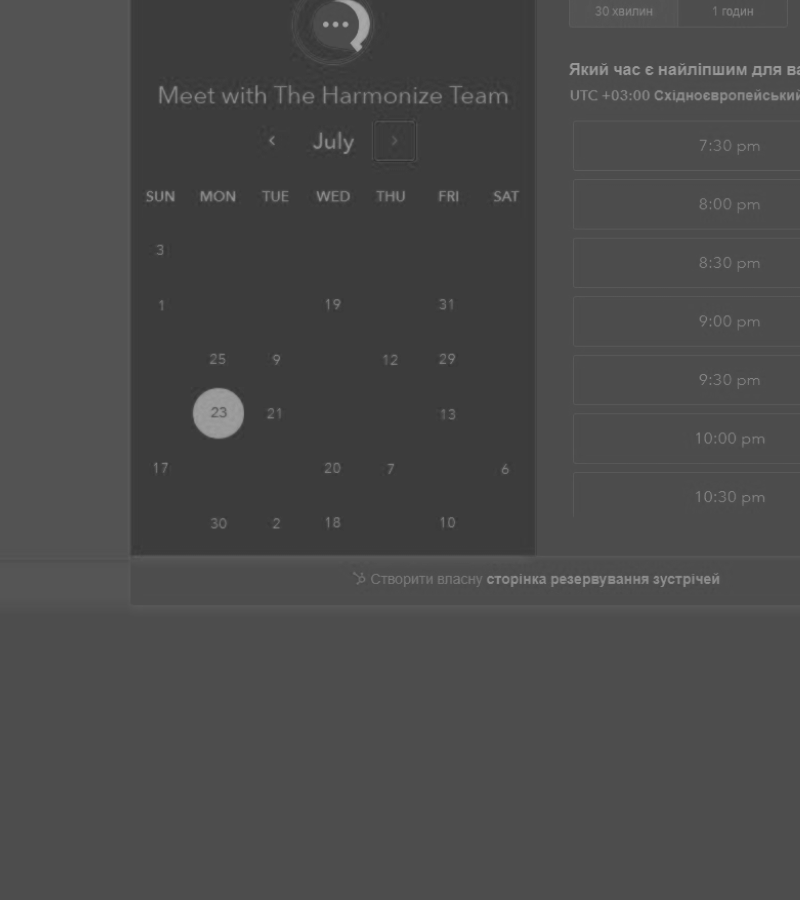 30 хвилин 1 годин
Який час є найліпшим для ва
UTC +03:00 Східноєвропейський
Meet with The Harmonize Team
July
SUN MON TUE WED THU FRI SAT
3
1 19 31
25 9 12 29
23 21 13
17 20 7 6
30 2 18 10
7:30 pm
8:00 pm
8:30 pm
9:00 pm
9:30 pm
10:00 pm
10:30 pm
Створити власну сторінка резервування зустрічей